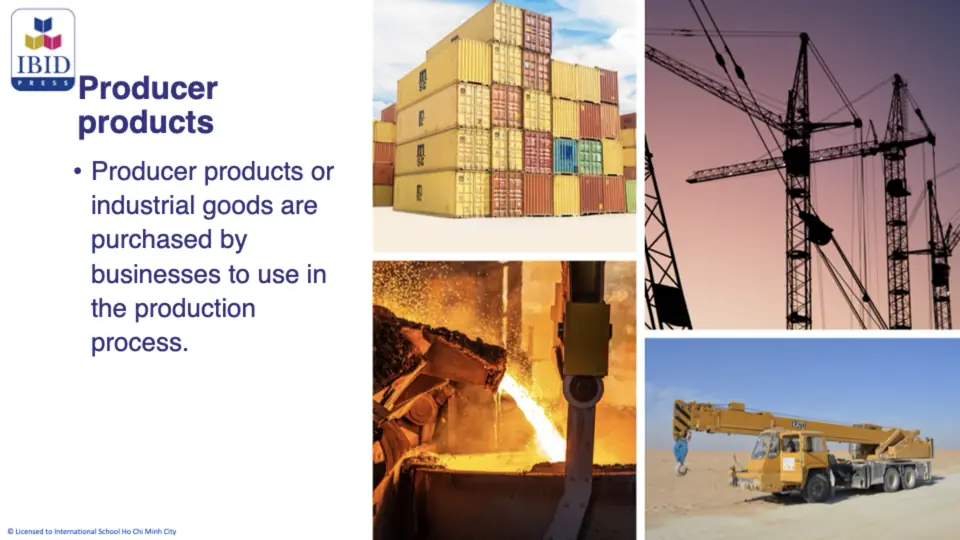 IBID
PRESS
Producer
products
• Producer products or
industrial goods are
purchased by
businesses to use in
the production
process.
© Licensed to International School Ho Chi Minh City